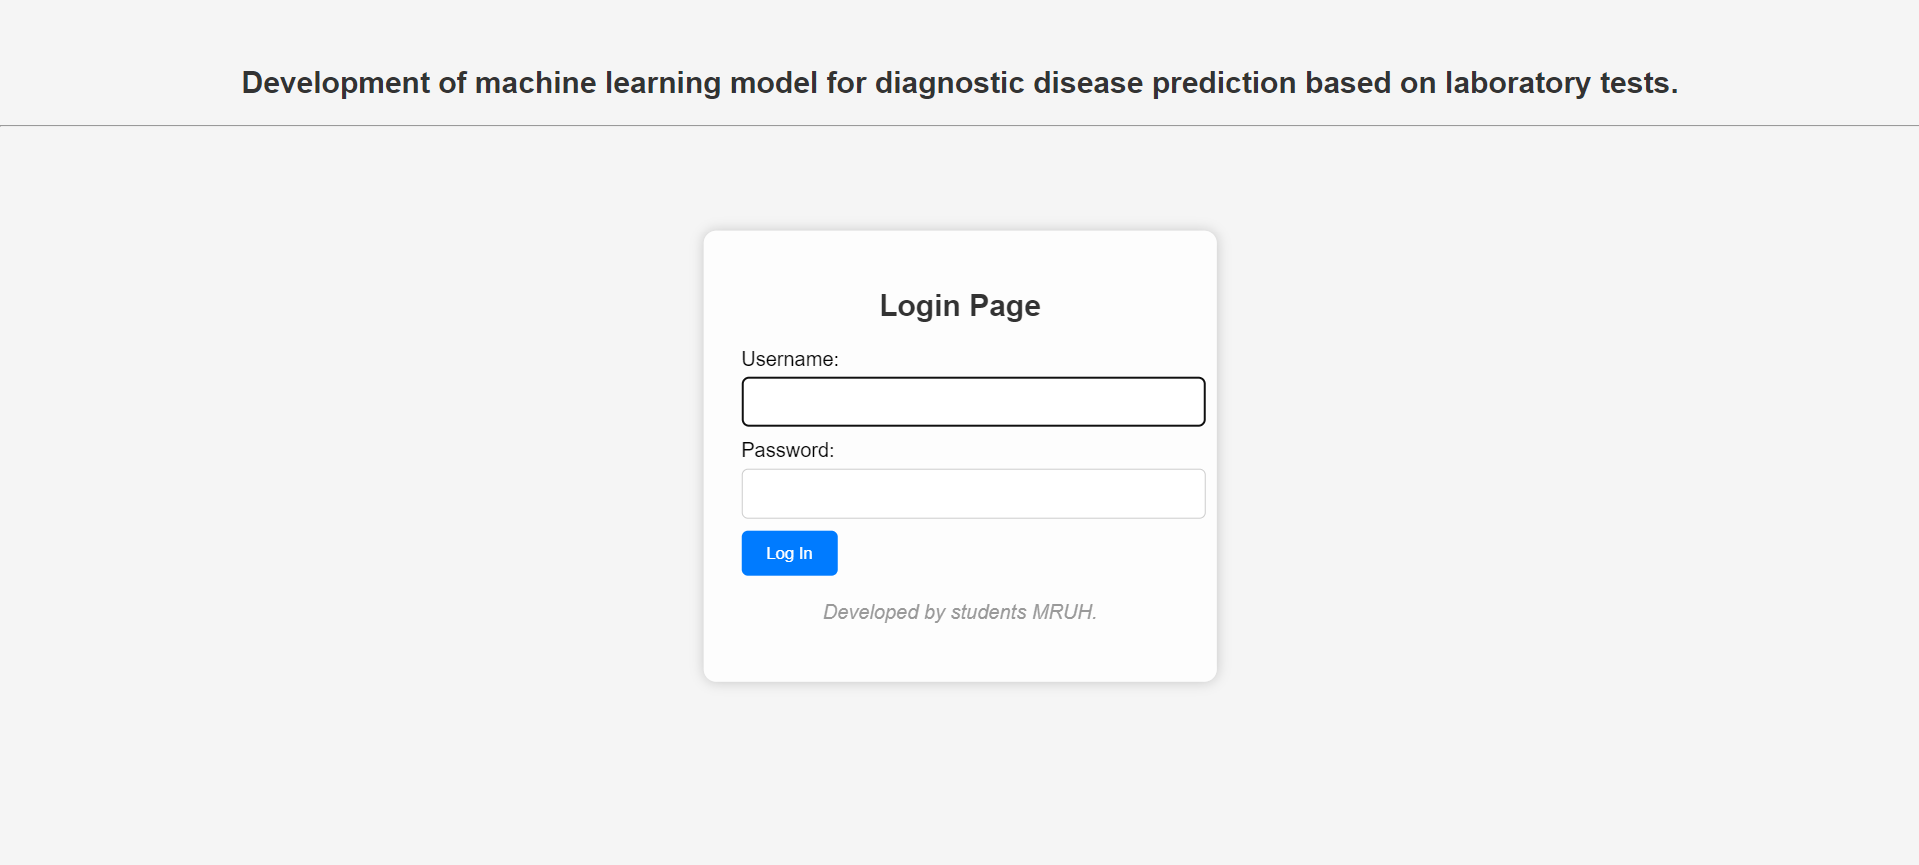 Development of machine learning model for diagnostic disease prediction based on laboratory tests.
Login Page
Username:
Password:
Log In
Developed by students MRUH.